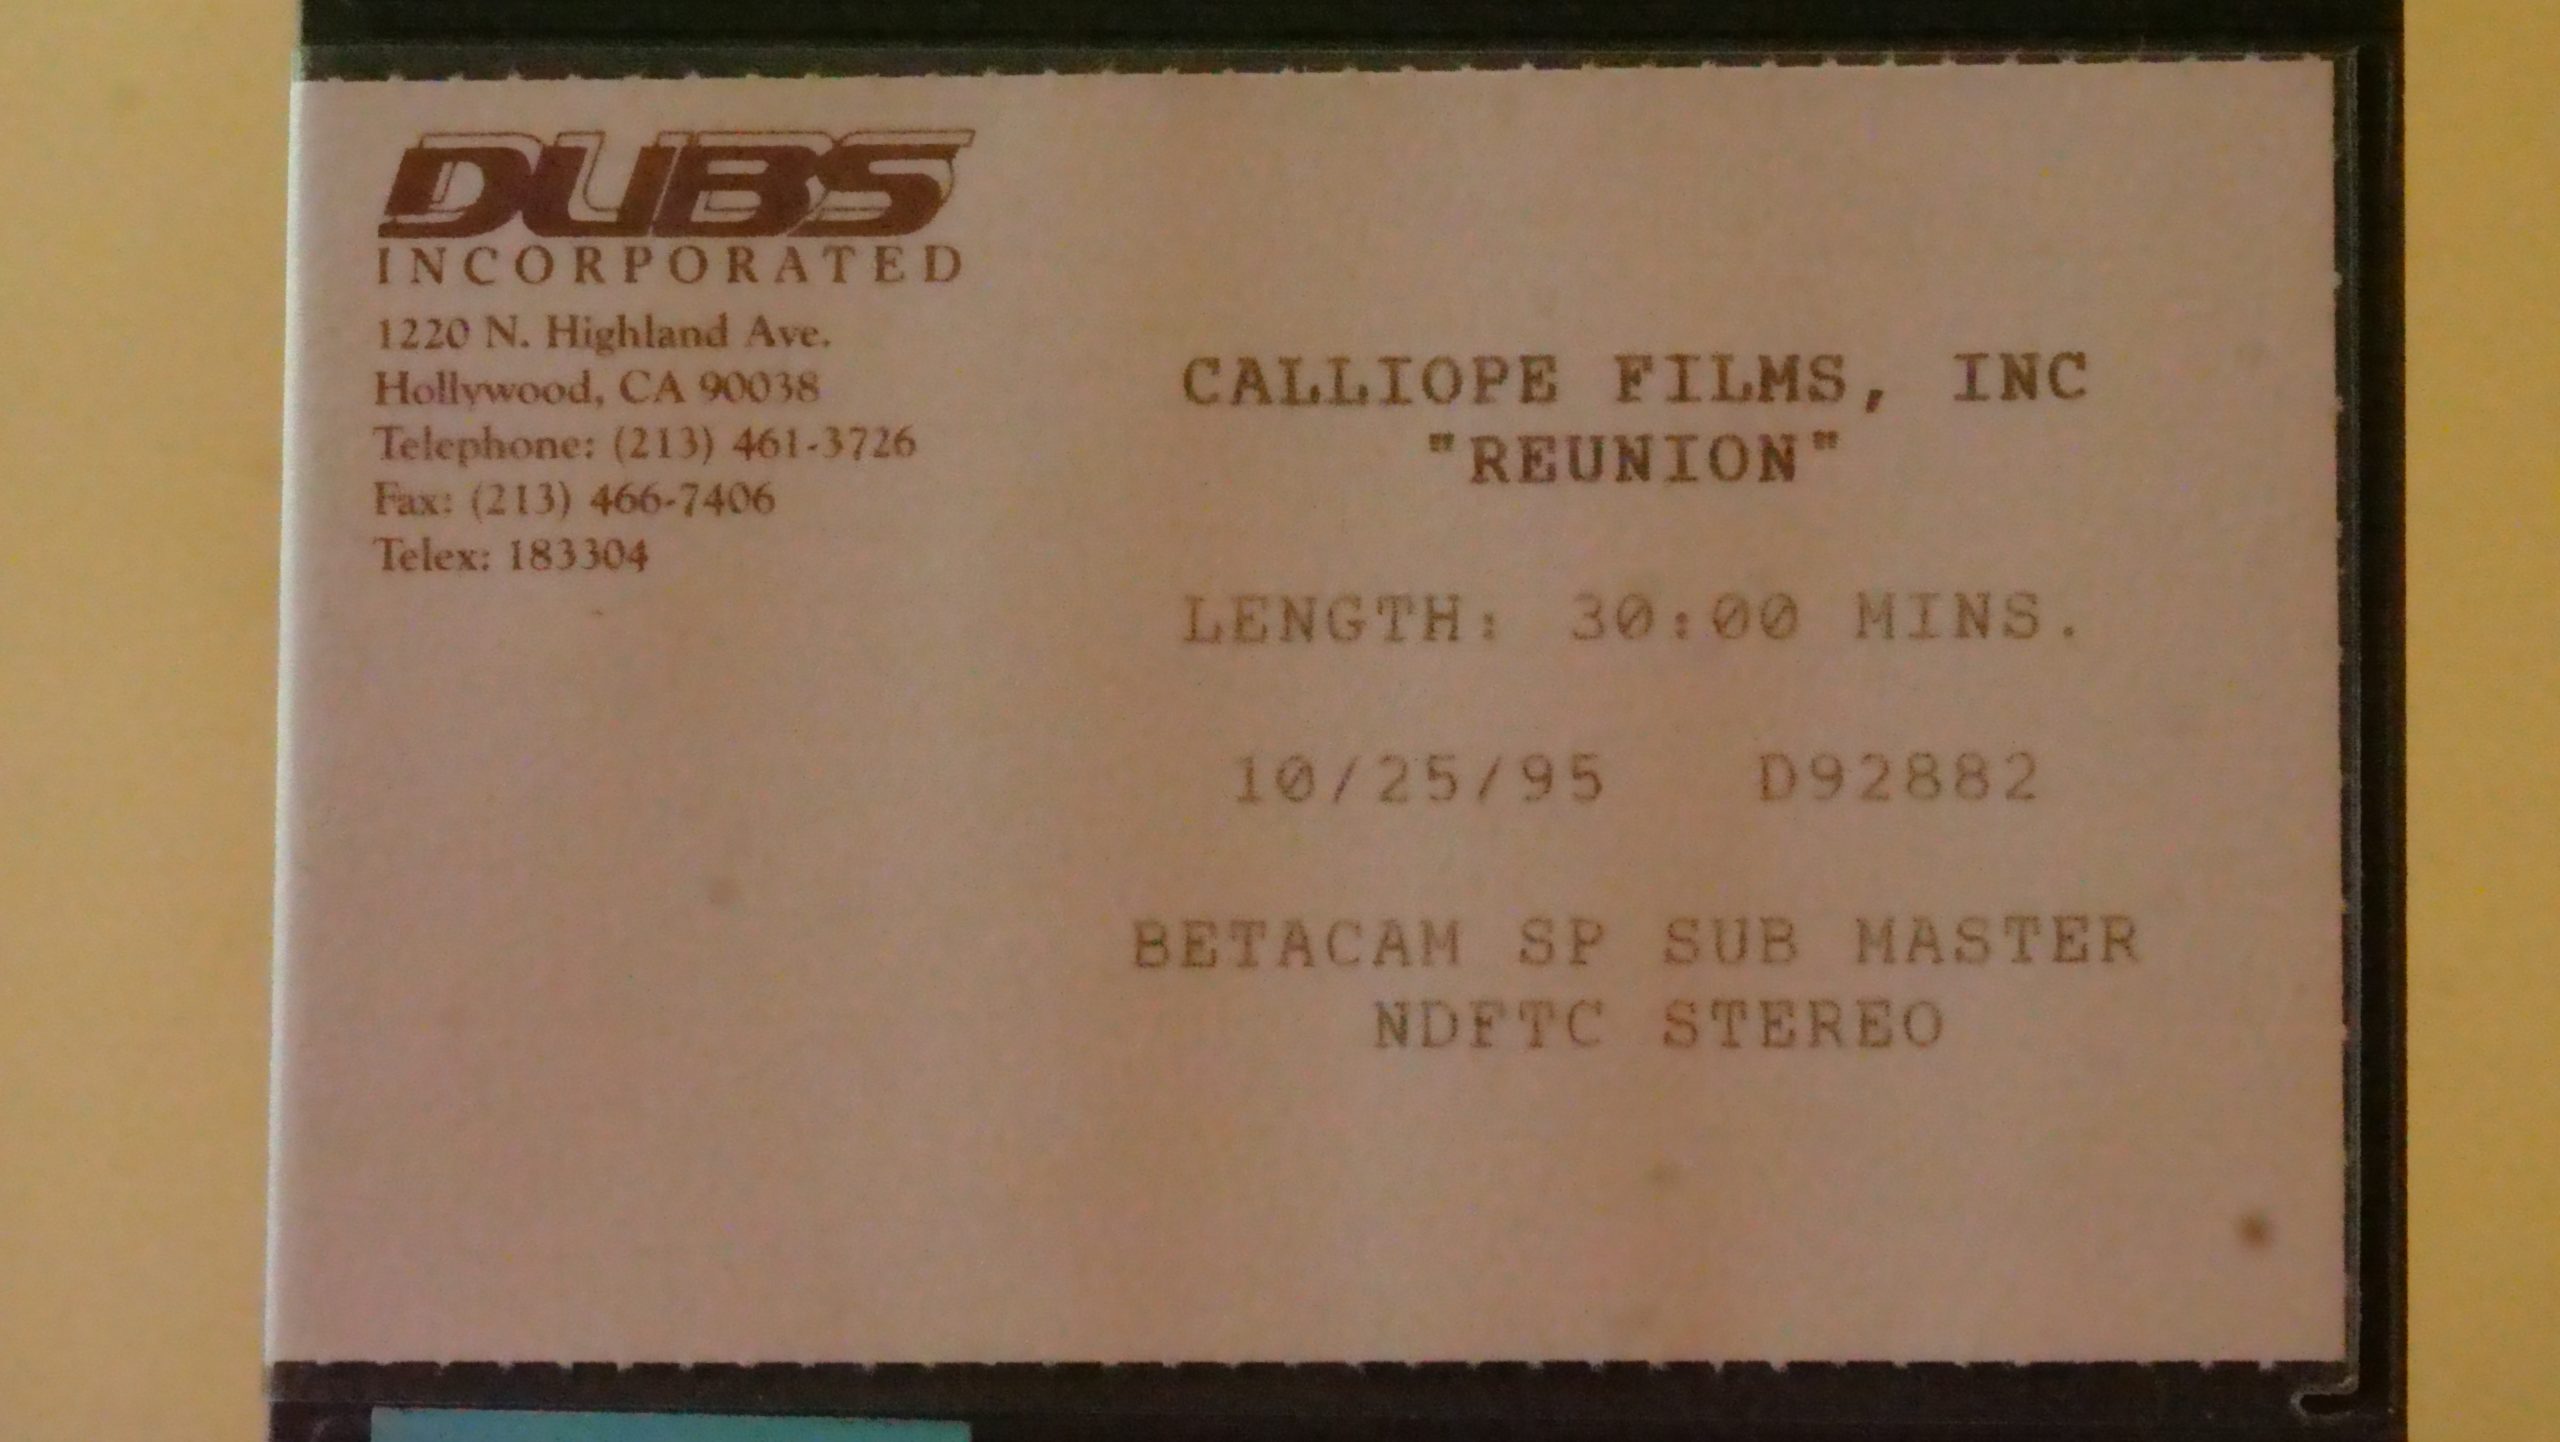 DUBS
INCORPORATED
1220 N. Highland Ave.
Hollywood, CA 90038
Telephone: (213) 461-3726
Fax: (213) 466-7406
Telex: 183304
CALLIOPE FILMS, INC
"REUNION"
LENGTH: 30:00 MINS.
10/25/95 D92882
BETACAM SP SUB MASTER
NDFTC STEREO